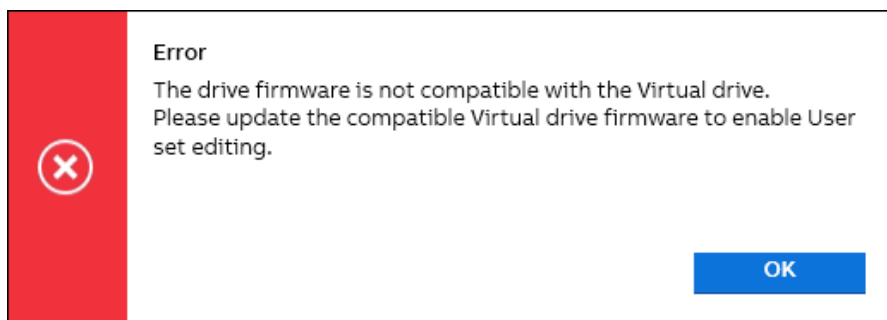 Error
The drive firmware is not compatible with the Virtual drive.
Please update the compatible Virtual drive firmware to enable User
set editing.
OK